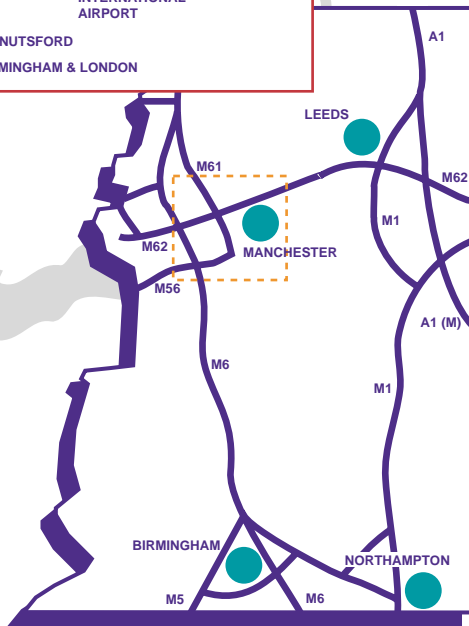 INTERNATIONAL
AIRPORT
NUTSFORD
MINGHAM & LONDON
A1
LEEDS
M61
M62
M1
M62
MANCHESTER
M56
A1 (M)
M6
M1
BIRMINGHAM
NORTHAMPTON
M5
M6